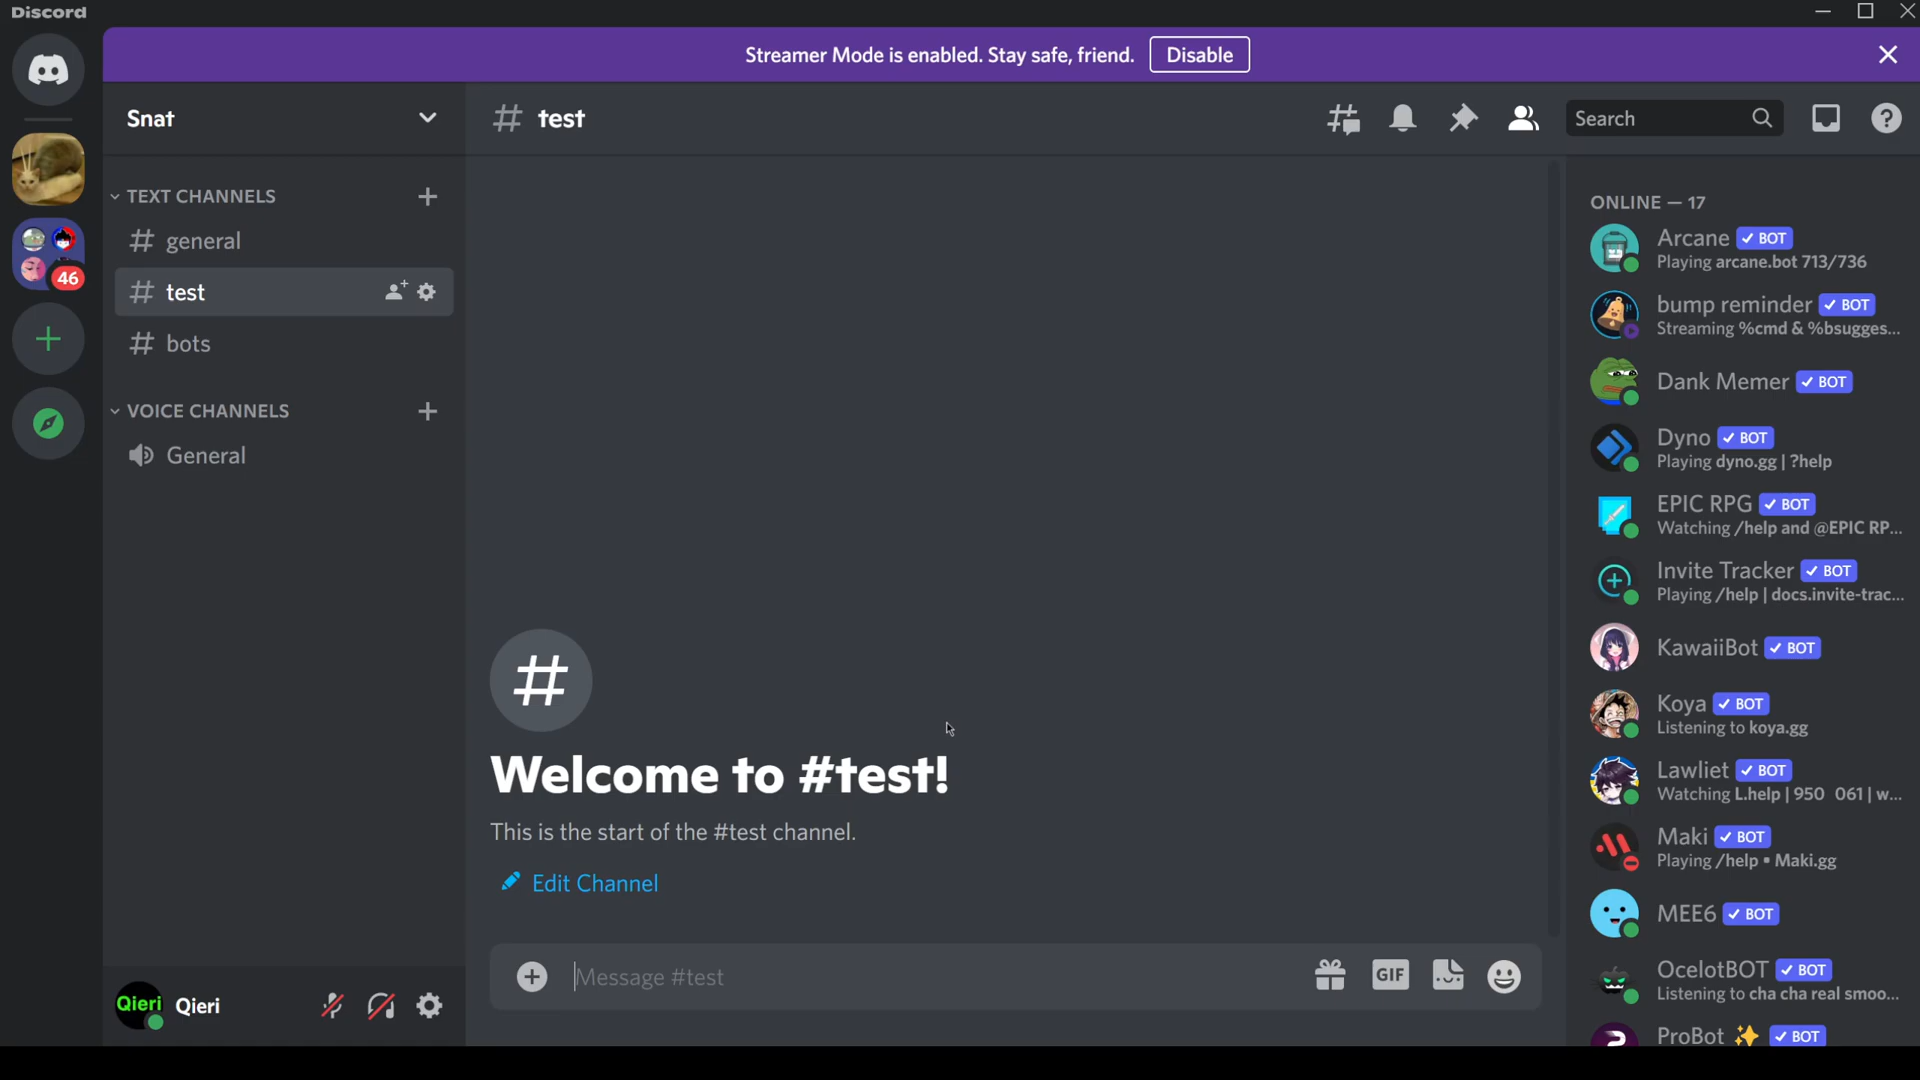 Discord
Streamer Mode is enabled. Stay safe, friend. Disable
Snat
test
Search
TEXT CHANNELS
general
test
bots
VOICE CHANNELS
General
46
Welcome to #test!
This is the start of the #test channel.
Edit Channel
Message #test
GIF
Qieri Qieri
ONLINE — 17
Arcane ✓ BOT
Playing arcane.bot 713/736
bump reminder ✓ BOT
Streaming %cmd & %bsugges...
Dank Memer ✓ BOT
Dyno ✓ BOT
Playing dyno.gg | ?help
EPIC RPG ✓ BOT
Watching /help and @EPIC RP...
Invite Tracker ✓ BOT
Playing /help | docs.invite-trac...
KawaiiBot ✓ BOT
Koya ✓ BOT
Listening to koya.gg
Lawliet ✓ BOT
Watching L.help | 950 061 | w...
Maki ✓ BOT
Playing /help • Maki.gg
MEE6 ✓ BOT
OcelotBOT ✓ BOT
Listening to cha cha real smoo...
ProBot ✨ ✓ BOT